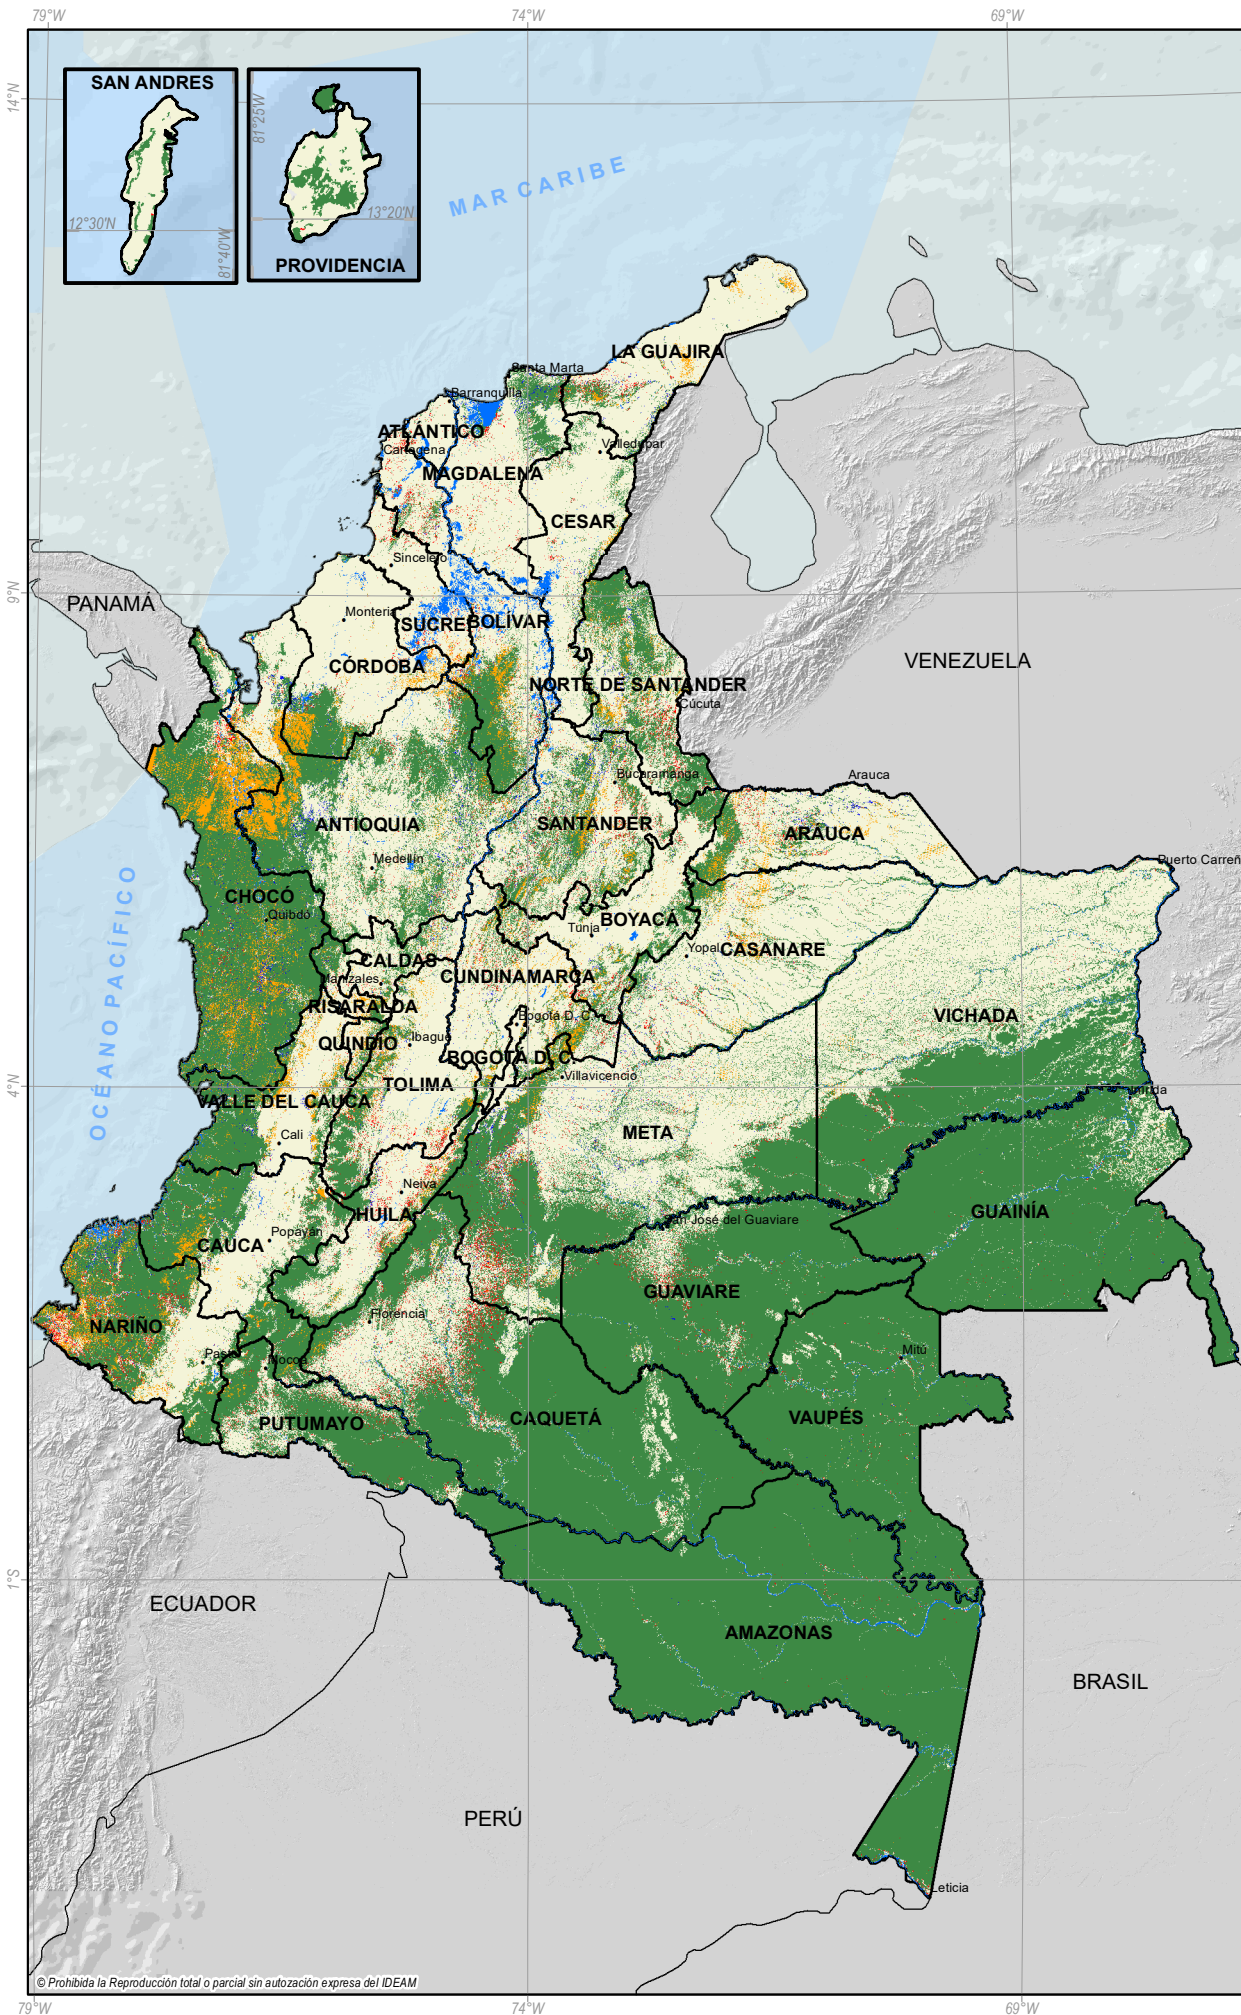 79°W
74°W
69°W
14°N
SAN ANDRES
12°30'N
81°40'W
81°25'W
13°20'N
PROVIDENCIA
MAR CARIBE
LA GUAJIRA
Santa Marta
Barranquilla
ATLÁNTICO
Cartagena
Valledupar
MAGDALENA
CESAR
Sincelejo
9°N
PANAMÁ
Montería
SUCRE
BOLÍVAR
VENEZUELA
CÓRDOBA
NORTE DE SANTANDER
Cúcuta
Bucaramanga
Arauca
ANTIOQUIA
SANTANDER
ARAUCA
Medellín
Puerto Carreñ
CHOCÓ
Quibdó
BOYACÁ
Tunja
Yopal
CASANARE
OCÉANO PACÍFICO
CALDAS
CUNDINAMARCA
Manizales
RISARALDA
Bogotá D. C.
VICHADA
QUINDÍO
Ibagué
BOGOTÁ D. C.
4°N
TOLIMA
Villavicencio
Inírida
VALLE DEL CAUCA
Cali
META
Neiva
HUILA
San José del Guaviare
GUAINÍA
CAUCA
Popayán
GUAVIARE
Florencia
NARIÑO
Pasto
Mocoa
Mitú
PUTUMAYO
CAQUETÁ
VAUPÉS
1°S
ECUADOR
AMAZONAS
BRASIL
PERÚ
Leticia
© Prohibida la Reproducción total o parcial sin autozación expresa del IDEAM
79°W
74°W
69°W